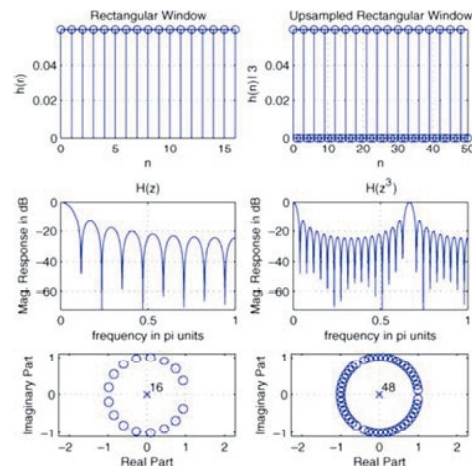 Rectangular Window
Upsampled Rectangular Window
h(n)
0.04
0.02
0
0 5 10 15
n
h(n) | 3
0.04
0.02
0
0 10 20 30 40 50
n
H(z)
H(z^3)
Mag. Response in dB
0
-20
-40
-60
0 0.5 1
frequency in pi units
Mag. Response in dB
0
-20
-40
-60
0 0.5 1
frequency in pi units
Imaginary Part
1
0
-1
16
-2 -1 0 1 2
Real Part
Imaginary Part
1
0
-1
48
-2 -1 0 1 2
Real Part